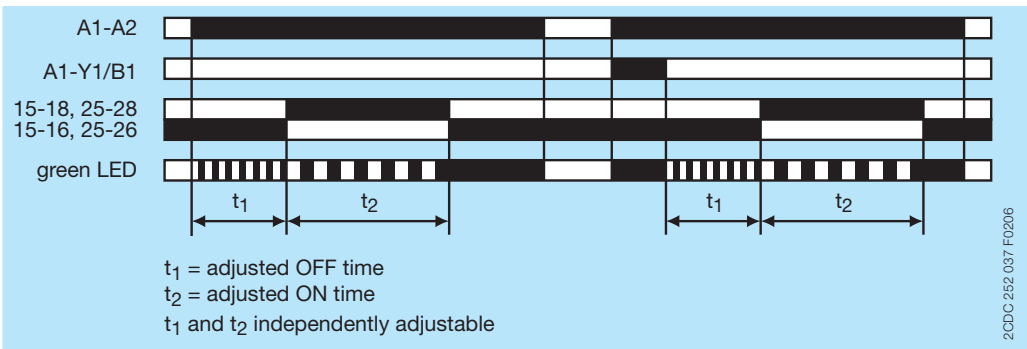 A1-A2
A1-Y1/B1
15-18, 25-28
15-16, 25-26
green LED
t1 t2 t1 t2
t1 = adjusted OFF time
t2 = adjusted ON time
t1 and t2 independently adjustable
2CDC 252 037 F0206